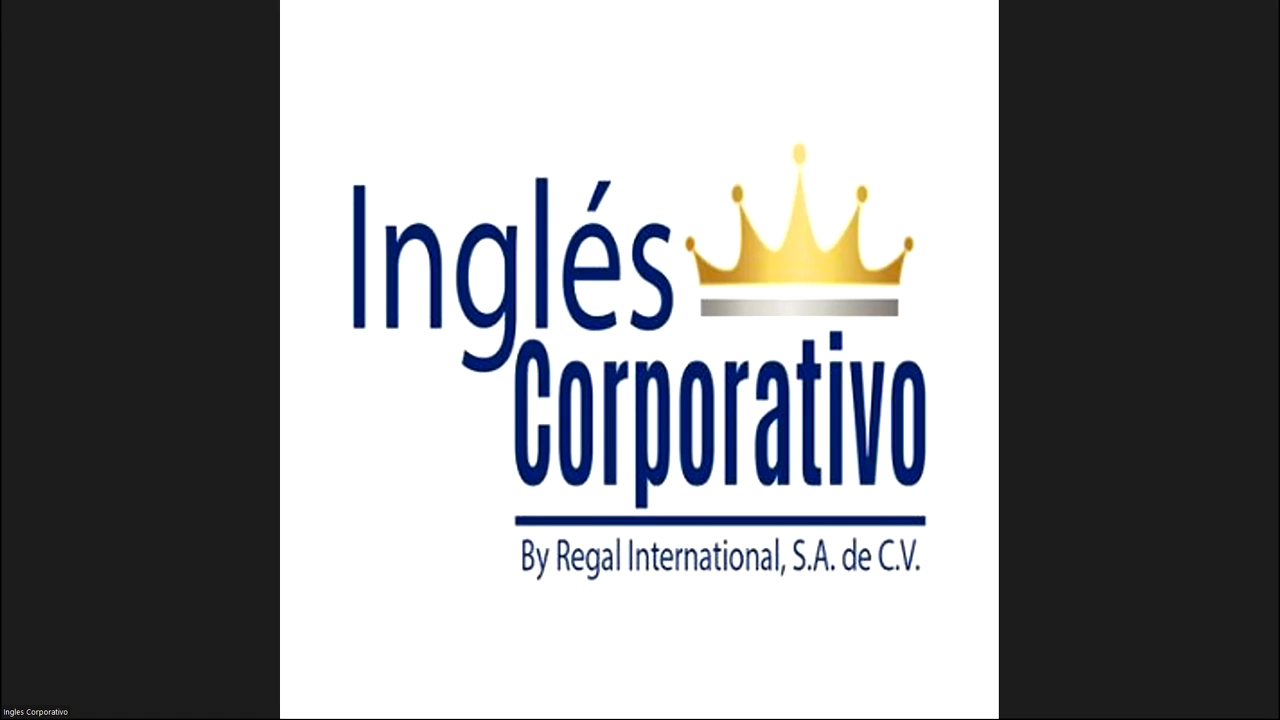 Inglés
Corporativo
By Regal International, S.A. de C.V.
Ingles Corporativo